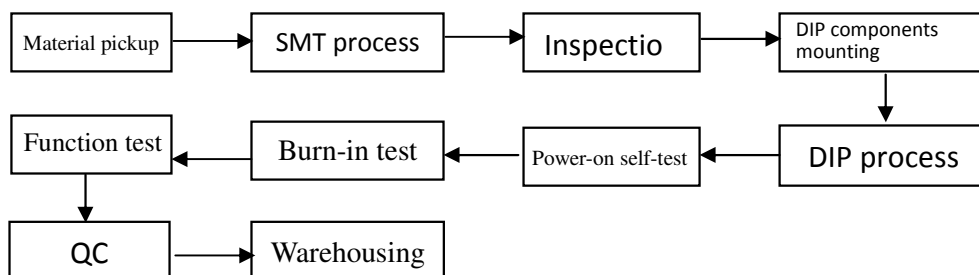 Material pickup
SMT process
Inspectio
DIP components
mounting
Function test
Burn-in test
Power-on self-test
DIP process
QC
Warehousing